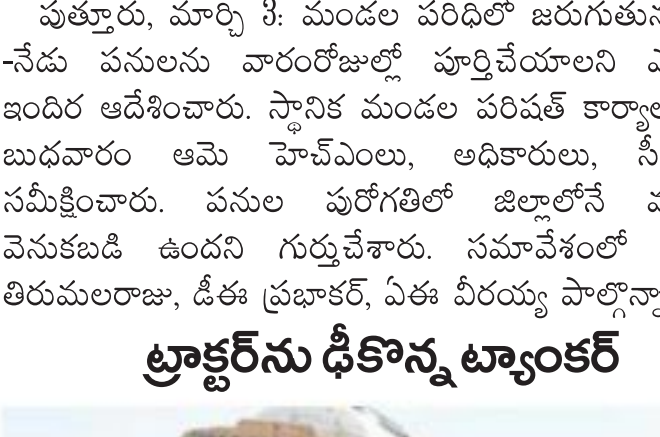 పుత్తూరు, మార్చి 3: మండల పరిధిలో
-నేడు పనులను వారంరోజుల్లో పూర్తిచేయాలని
ఇందిర ఆదేశించారు. స్థానిక మండల పరిషత్
బుధవారం ఆమె హెచ్ఎంలు, అధికారులు,
సమీక్షించారు. పనుల పురోగతిలో జిల్లాలోనే
వెనుకబడి ఉందని గుర్తుచేశారు. సమావేశంలో
తిరుమలరాజు, డీఈ ప్రభాకర్, ఏఈ వీరయ్య
ట్రాక్టర్‌ను ఢీకొన్న ట్యాంకర్